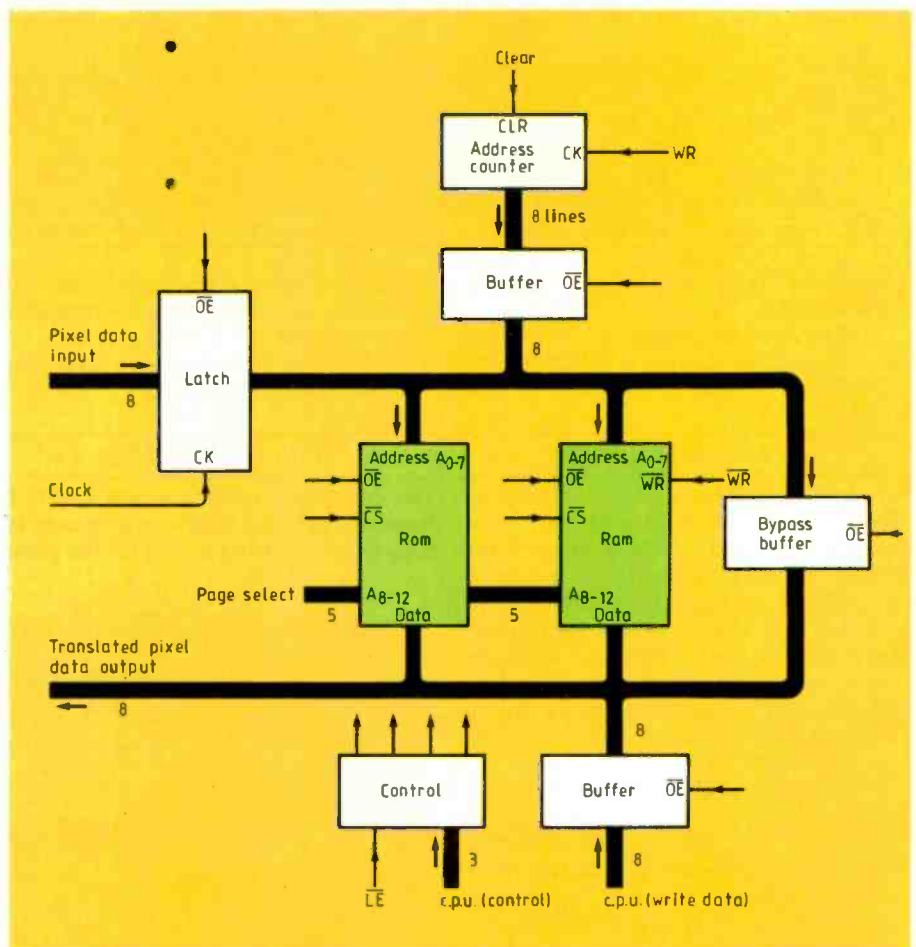 Clear
CLR
Address
counter
CK
WR
8 lines
Buffer
OE
8
OE
Pixel data
input
8
Latch
CK
Clock
Address A0-7
OE
CS
Rom
A8-12
Data
Address A0-7
OE
WR
WR
CS
Ram
A8-12
Data
Bypass
buffer
OE
Page select
5
5
Translated pixel
data output
8
8
Control
LE
3
c.p.u. (control)
Buffer
OE
8
c.p.u. (write data)